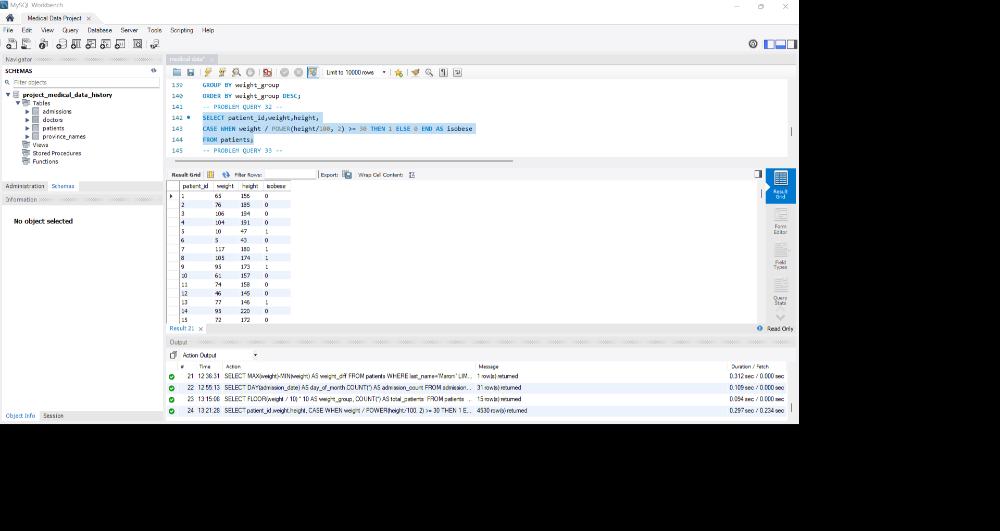 MySQL Workbench
Medical Data Project
File Edit View Query Database Server Tools Scripting Help
Navigator
SCHEMAS
Filter objects
project_medical_data_history
Tables
admissions
doctors
patients
province_names
Views
Stored Procedures
Functions
Administration Schemas
Information
No object selected
Object Info Session
medical data*
Limit to 10000 rows
139 GROUP BY weight_group
140 ORDER BY weight_group DESC;
141 -- PROBLEM QUERY 32 --
142 SELECT patient_id,weight,height,
143 CASE WHEN weight / POWER(height/100, 2) >= 30 THEN 1 ELSE 0 END AS isobese
144 FROM patients;
145 -- PROBLEM QUERY 33 --
Result Grid Filter Rows: Export: Wrap Cell Content:
patient_id weight height isobese
1 65 156 0
2 76 185 0
3 106 194 0
4 104 191 0
5 10 47 1
6 5 43 0
7 117 180 1
8 105 174 1
9 95 173 1
10 61 157 0
11 74 158 0
12 46 145 0
13 77 146 1
14 95 220 0
15 72 172 0
Result Grid
Form Editor
Field Types
Query Stats
Result 21
Read Only
Output
Action Output
# Time Action Message Duration / Fetch
21 12:36:31 SELECT MAX(weight)-MIN(weight) AS weight_diff FROM patients WHERE last_name='Maroni' LIM... 1 row(s) returned 0.312 sec / 0.000 sec
22 12:55:13 SELECT DAY(admission_date) AS day_of_month,COUNT(*) AS admission_count FROM admission... 31 row(s) returned 0.109 sec / 0.000 sec
23 13:15:08 SELECT FLOOR(weight / 10) * 10 AS weight_group, COUNT(*) AS total_patients FROM patients ... 15 row(s) returned 0.094 sec / 0.000 sec
24 13:21:28 SELECT patient_id,weight,height, CASE WHEN weight / POWER(height/100, 2) >= 30 THEN 1 E... 4530 row(s) returned 0.297 sec / 0.234 sec